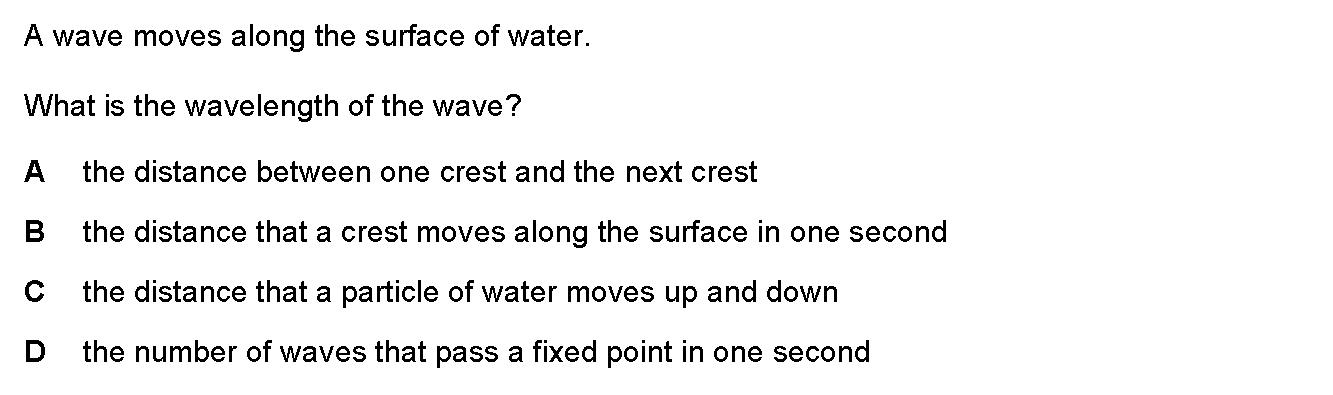 A wave moves along the surface of water.
What is the wavelength of the wave?
A the distance between one crest and the next crest
B the distance that a crest moves along the surface in one second
C the distance that a particle of water moves up and down
D the number of waves that pass a fixed point in one second